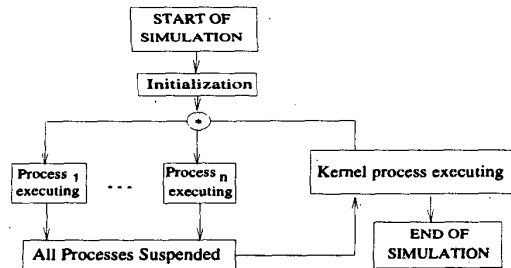 START OF
SIMULATION
Initialization
*
Process 1
executing
. . .
Process n
executing
Kernel process executing
All Processes Suspended
END OF
SIMULATION